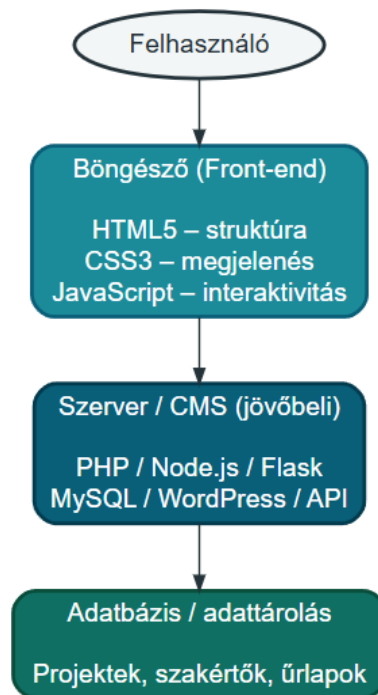 Felhasználó
Böngésző (Front-end)
HTML5 – struktúra
CSS3 – megjelenés
JavaScript – interaktivitás
Szerver / CMS (jövőbeli)
PHP / Node.js / Flask
MySQL / WordPress / API
Adatbázis / adattárolás
Projektek, szakértők, űrlapok